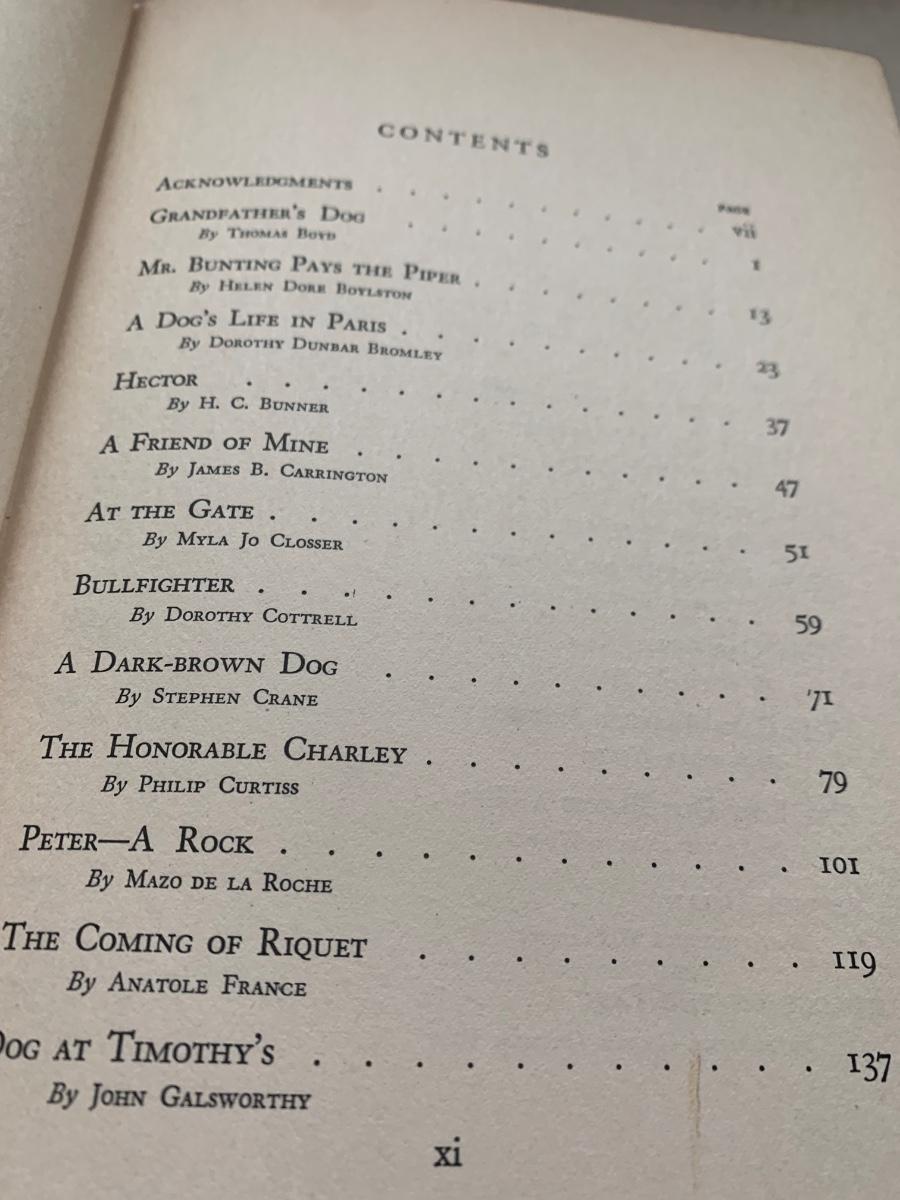 CONTENTS
PAGE
ACKNOWLEDGMENTS . . . . . . . . . vii
GRANDFATHER'S DOG . . . . . . . . 1
By THOMAS BOYD
MR. BUNTING PAYS THE PIPER . . . . . . . 13
By HELEN DORE BOYLSTON
A DOG'S LIFE IN PARIS . . . . . . . . . 23
By DOROTHY DUNBAR BROMLEY
HECTOR . . . . . . . . . . . . . 37
By H. C. BUNNER
A FRIEND OF MINE . . . . . . . . . . 47
By JAMES B. CARRINGTON
AT THE GATE . . . . . . . . . . . . 51
By MYLA JO CLOSSER
BULLFIGHTER . . . . . . . . . . . . 59
By DOROTHY COTTRELL
A DARK-BROWN DOG . . . . . . . . . . 71
By STEPHEN CRANE
THE HONORABLE CHARLEY . . . . . . . . . 79
By PHILIP CURTISS
PETER—A ROCK . . . . . . . . . . . . 101
By MAZO DE LA ROCHE
THE COMING OF RIQUET . . . . . . . . . 119
By ANATOLE FRANCE
DOG AT TIMOTHY'S . . . . . . . . . . . 137
By JOHN GALSWORTHY
xi